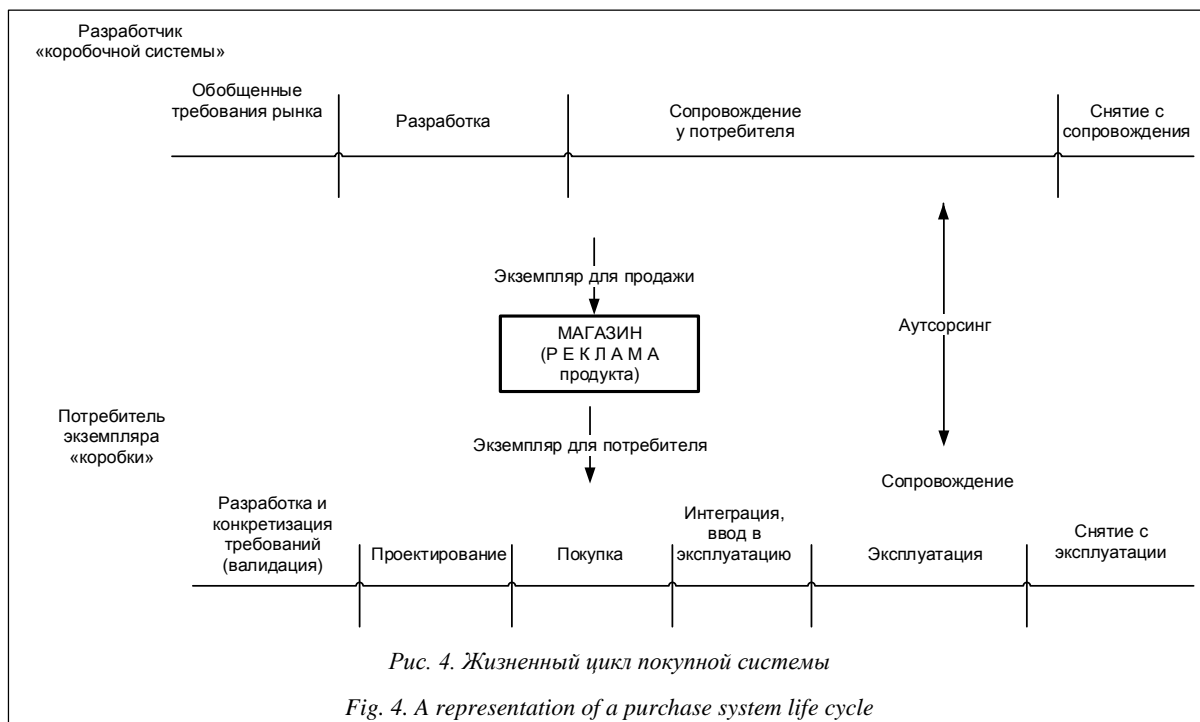 Разработчик
«коробочной системы»
Обобщенные
требования рынка
Разработка
Сопровождение
у потребителя
Снятие с
сопровождения
Экземпляр для продажи
МАГАЗИН
(Р Е К Л А М А
продукта)
Аутсорсинг
Потребитель
экземпляра
«коробки»
Экземпляр для потребителя
Сопровождение
Разработка и
конкретизация
требований
(валидация)
Проектирование
Покупка
Интеграция,
ввод в
эксплуатацию
Эксплуатация
Снятие с
эксплуатации
Рис. 4. Жизненный цикл покупной системы
Fig. 4. A representation of a purchase system life cycle